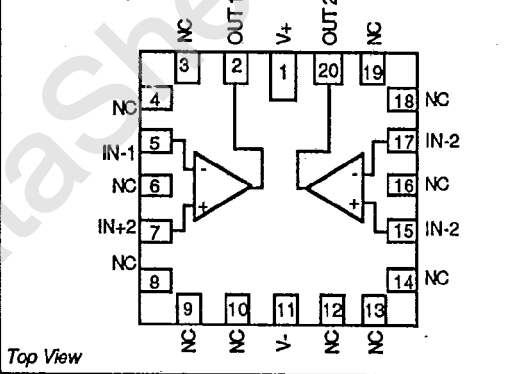 NC OUT 1 V+ OUT 2 NC
3 2 1 20 19
NC 4 18 NC
IN-1 5 17 IN-2
- -
NC 6 16 NC
+ +
IN+2 7 15 IN-2
NC 8 14 NC
9 10 11 12 13
NC NC V- NC NC
Top View